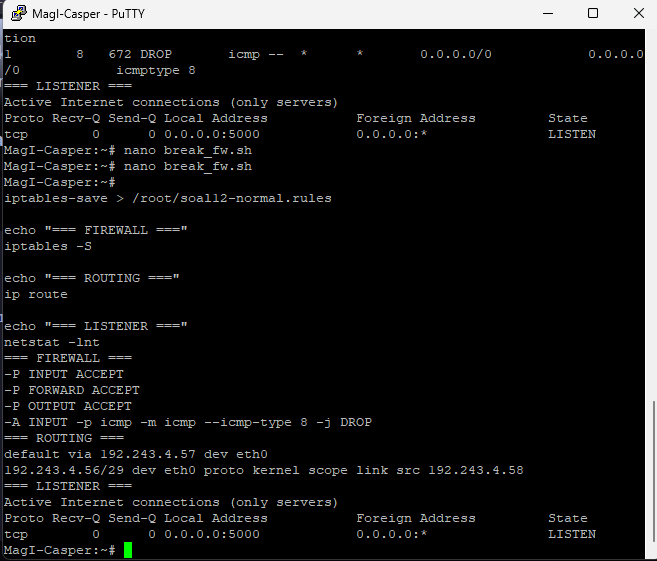 MagI-Casper - PuTTY
tion
1        8   672 DROP       icmp --  *      *       0.0.0.0/0            0.0.0.0
/0            icmptype 8
=== LISTENER ===
Active Internet connections (only servers)
Proto Recv-Q Send-Q Local Address           Foreign Address         State
tcp        0      0 0.0.0.0:5000            0.0.0.0:*               LISTEN
MagI-Casper:~# nano break_fw.sh
MagI-Casper:~# nano break_fw.sh
MagI-Casper:~#
iptables-save > /root/soal12-normal.rules

echo "=== FIREWALL ==="
iptables -S

echo "=== ROUTING ==="
ip route

echo "=== LISTENER ==="
netstat -lnt
=== FIREWALL ===
-P INPUT ACCEPT
-P FORWARD ACCEPT
-P OUTPUT ACCEPT
-A INPUT -p icmp -m icmp --icmp-type 8 -j DROP
=== ROUTING ===
default via 192.243.4.57 dev eth0
192.243.4.56/29 dev eth0 proto kernel scope link src 192.243.4.58
=== LISTENER ===
Active Internet connections (only servers)
Proto Recv-Q Send-Q Local Address           Foreign Address         State
tcp        0      0 0.0.0.0:5000            0.0.0.0:*               LISTEN
MagI-Casper:~#